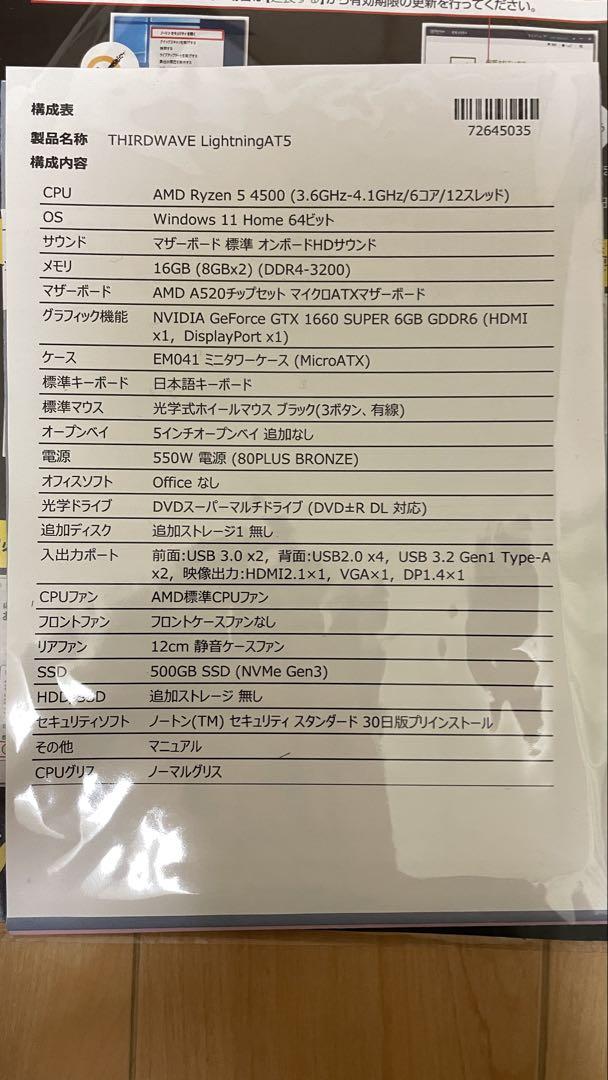 から有効期限の更新を行ってください。
構成表
72645035
製品名称 THIRDWAVE LightningAT5
構成内容
CPU AMD Ryzen 5 4500 (3.6GHz-4.1GHz/6コア/12スレッド)
OS Windows 11 Home 64ビット
サウンド マザーボード 標準 オンボードHDサウンド
メモリ 16GB (8GBx2) (DDR4-3200)
マザーボード AMD A520チップセット マイクロATXマザーボード
グラフィック機能 NVIDIA GeForce GTX 1660 SUPER 6GB GDDR6 (HDMI
x1, DisplayPort x1)
ケース EM041 ミニタワーケース (MicroATX)
標準キーボード 日本語キーボード
標準マウス 光学式ホイールマウス ブラック(3ボタン、有線)
オープンベイ 5インチオープンベイ 追加なし
電源 550W 電源 (80PLUS BRONZE)
オフィスソフト Office なし
光学ドライブ DVDスーパーマルチドライブ (DVD±R DL 対応)
追加ディスク 追加ストレージ1 無し
入出力ポート 前面:USB 3.0 x2, 背面:USB2.0 x4, USB 3.2 Gen1 Type-A
x2, 映像出力:HDMI2.1×1, VGA×1, DP1.4×1
CPUファン AMD標準CPUファン
フロントファン フロントケースファンなし
リアファン 12cm 静音ケースファン
SSD 500GB SSD (NVMe Gen3)
HDD/SSD 追加ストレージ 無し
セキュリティソフト ノートン(TM) セキュリティ スタンダード 30日版プリインストール
その他 マニュアル
CPUグリス ノーマルグリス